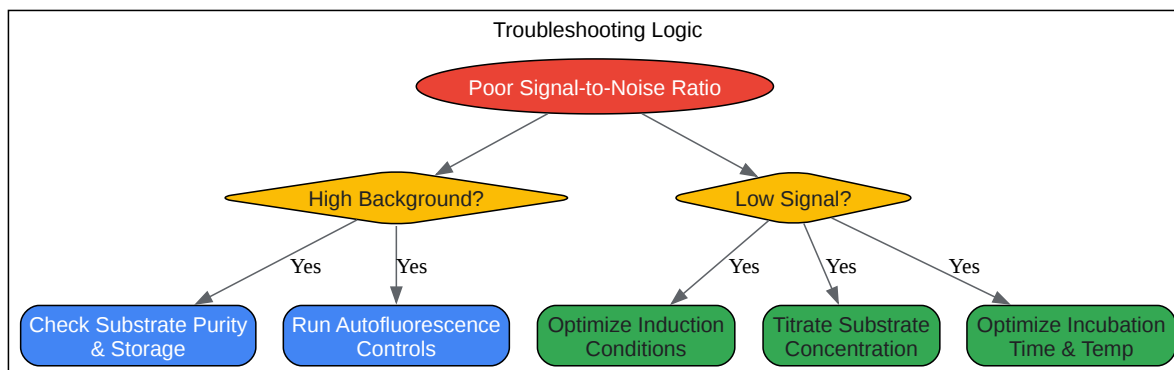 Troubleshooting Logic
Poor Signal-to-Noise Ratio
High Background?
Low Signal?
Yes
Yes
Yes
Yes
Yes
Check Substrate Purity
& Storage
Run Autofluorescence
Controls
Optimize Induction
Conditions
Titrate Substrate
Concentration
Optimize Incubation
Time & Temp